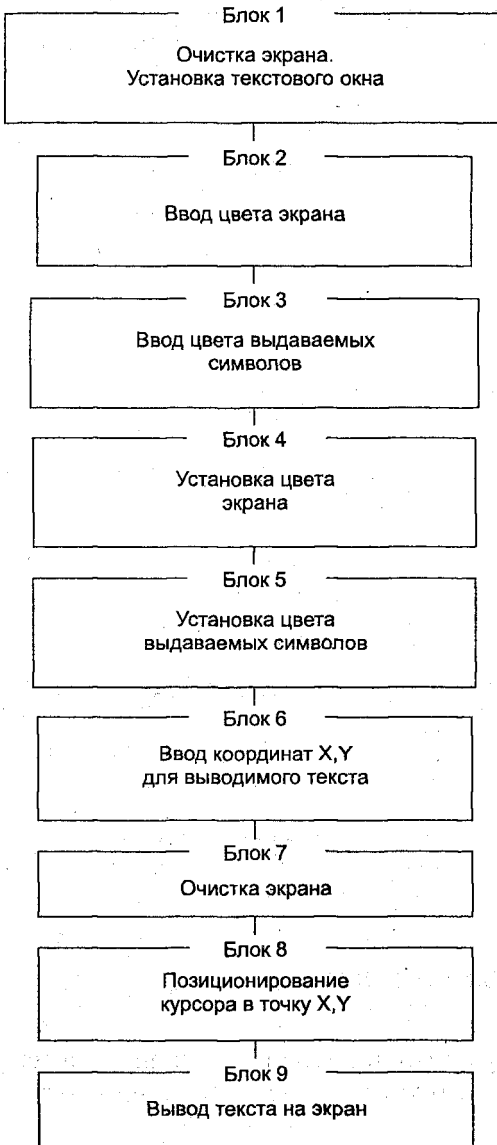 Блок 1
Очистка экрана.
Установка текстового окна
Блок 2
Ввод цвета экрана
Блок 3
Ввод цвета выдаваемых
символов
Блок 4
Установка цвета
экрана
Блок 5
Установка цвета
выдаваемых символов
Блок 6
Ввод координат X,Y
для выводимого текста
Блок 7
Очистка экрана
Блок 8
Позиционирование
курсора в точку X,Y
Блок 9
Вывод текста на экран